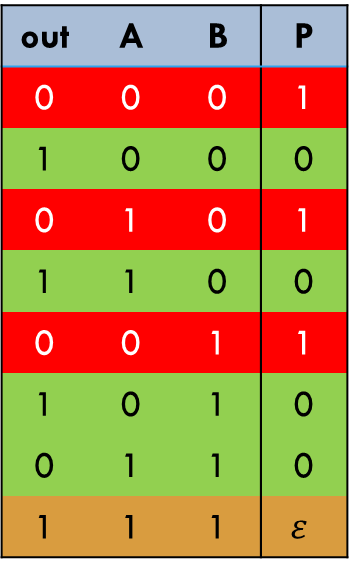 out A B P
0 0 0 1
1 0 0 0
0 1 0 1
1 1 0 0
0 0 1 1
1 0 1 0
0 1 1 0
1 1 1 ε